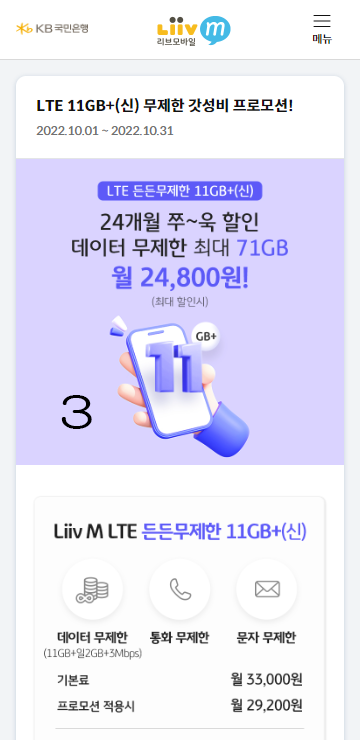 KB국민은행
Liiv M
리브모바일
메뉴
LTE 11GB+(신) 무제한 갓성비 프로모션!
2022.10.01 ~ 2022.10.31
LTE 든든무제한 11GB+(신)
24개월 쭈~욱 할인
데이터 무제한 최대 71GB
월 24,800원!
(최대 할인시)
GB+
11
3
Liiv M LTE 든든무제한 11GB+(신)
데이터 무제한 통화 무제한 문자 무제한
(11GB+일2GB+3Mbps)
기본료 월 33,000원
프로모션 적용시 월 29,200원